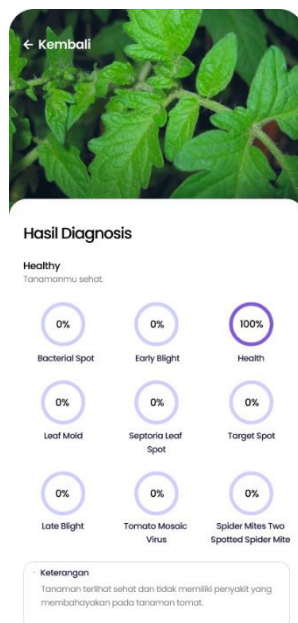 ← Kembali
Hasil Diagnosis
Healthy
Tanamanmu sehat.
0%
0%
100%
Bacterial Spot
Early Blight
Health
0%
0%
0%
Leaf Mold
Septoria Leaf
Spot
Target Spot
0%
0%
0%
Late Blight
Tomato Mosaic
Virus
Spider Mites Two
Spotted Spider Mite
Keterangan
Tanaman terlihat sehat dan tidak memiliki penyakit yang
membahayakan pada tanaman tomat.